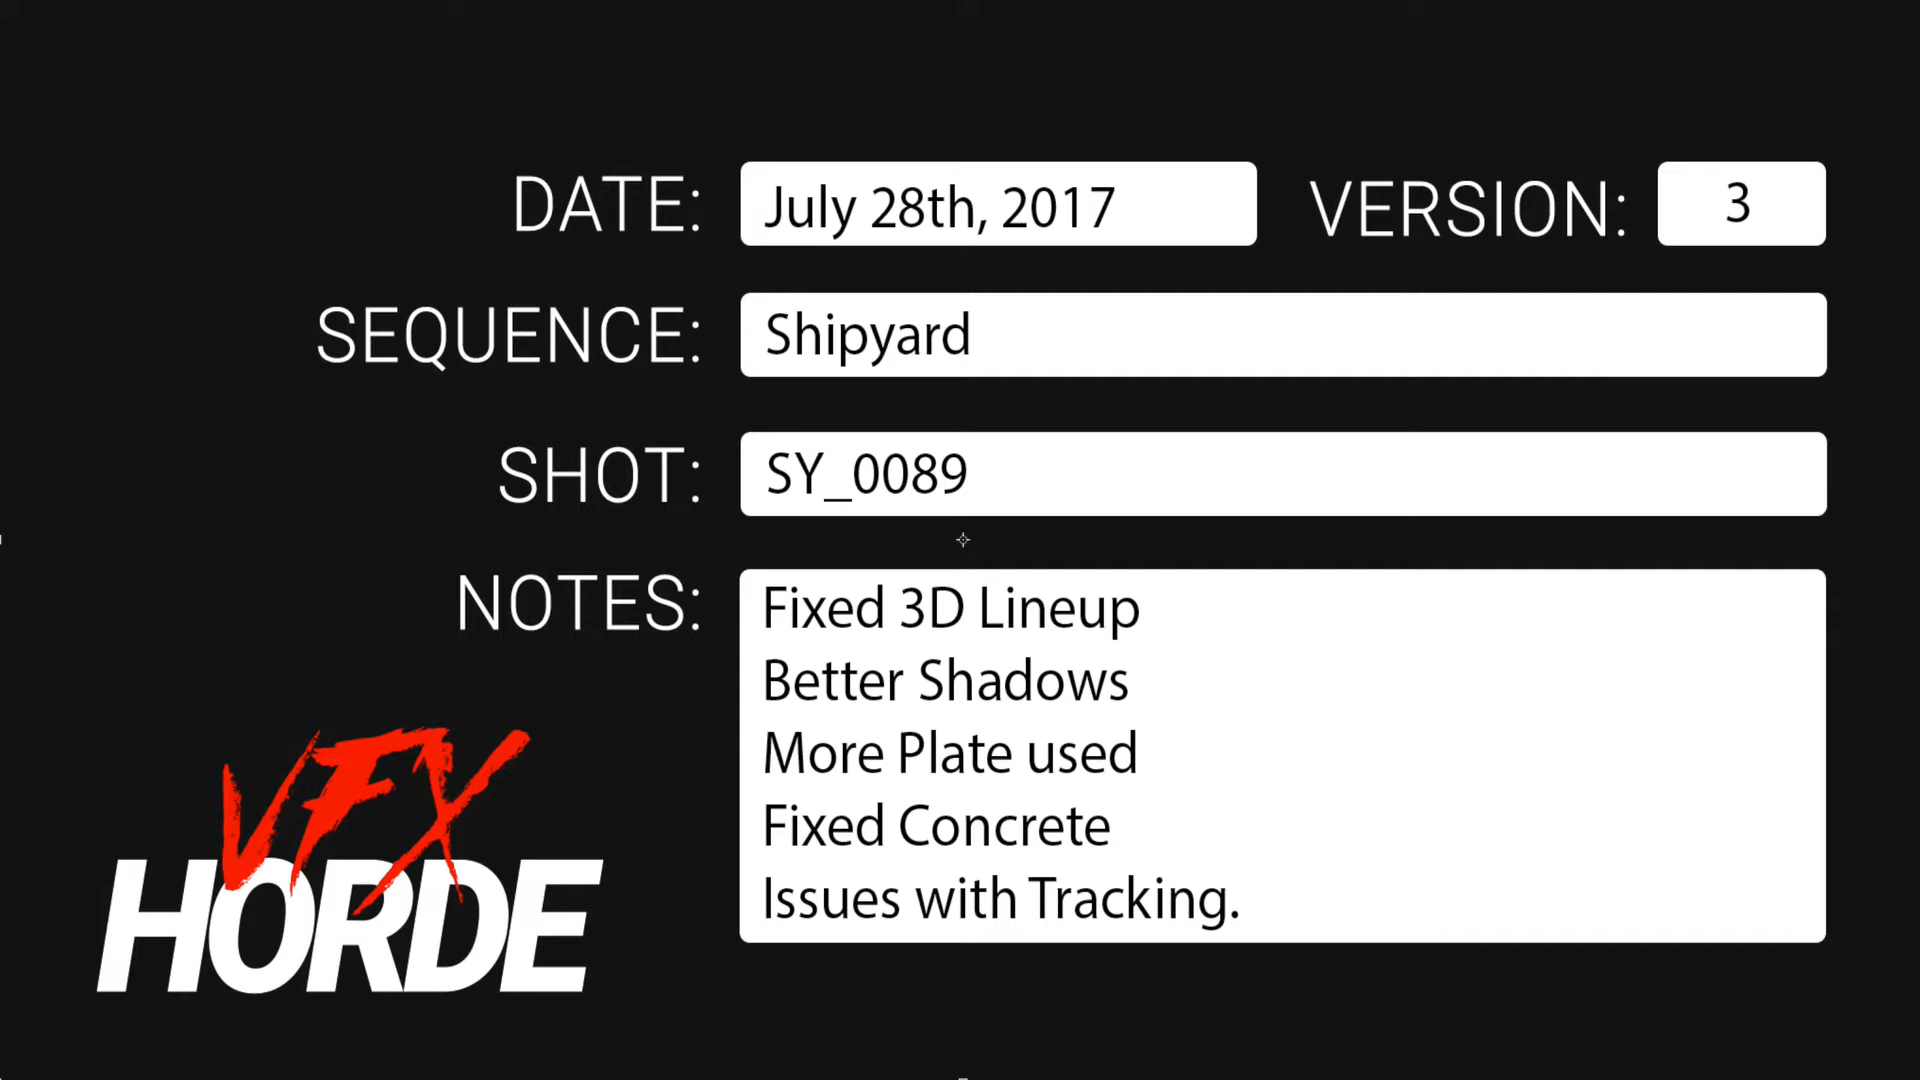 DATE: July 28th, 2017 VERSION: 3
SEQUENCE: Shipyard
SHOT: SY_0089
NOTES: Fixed 3D Lineup
Better Shadows
More Plate used
Fixed Concrete
Issues with Tracking.
VFX
HORDE